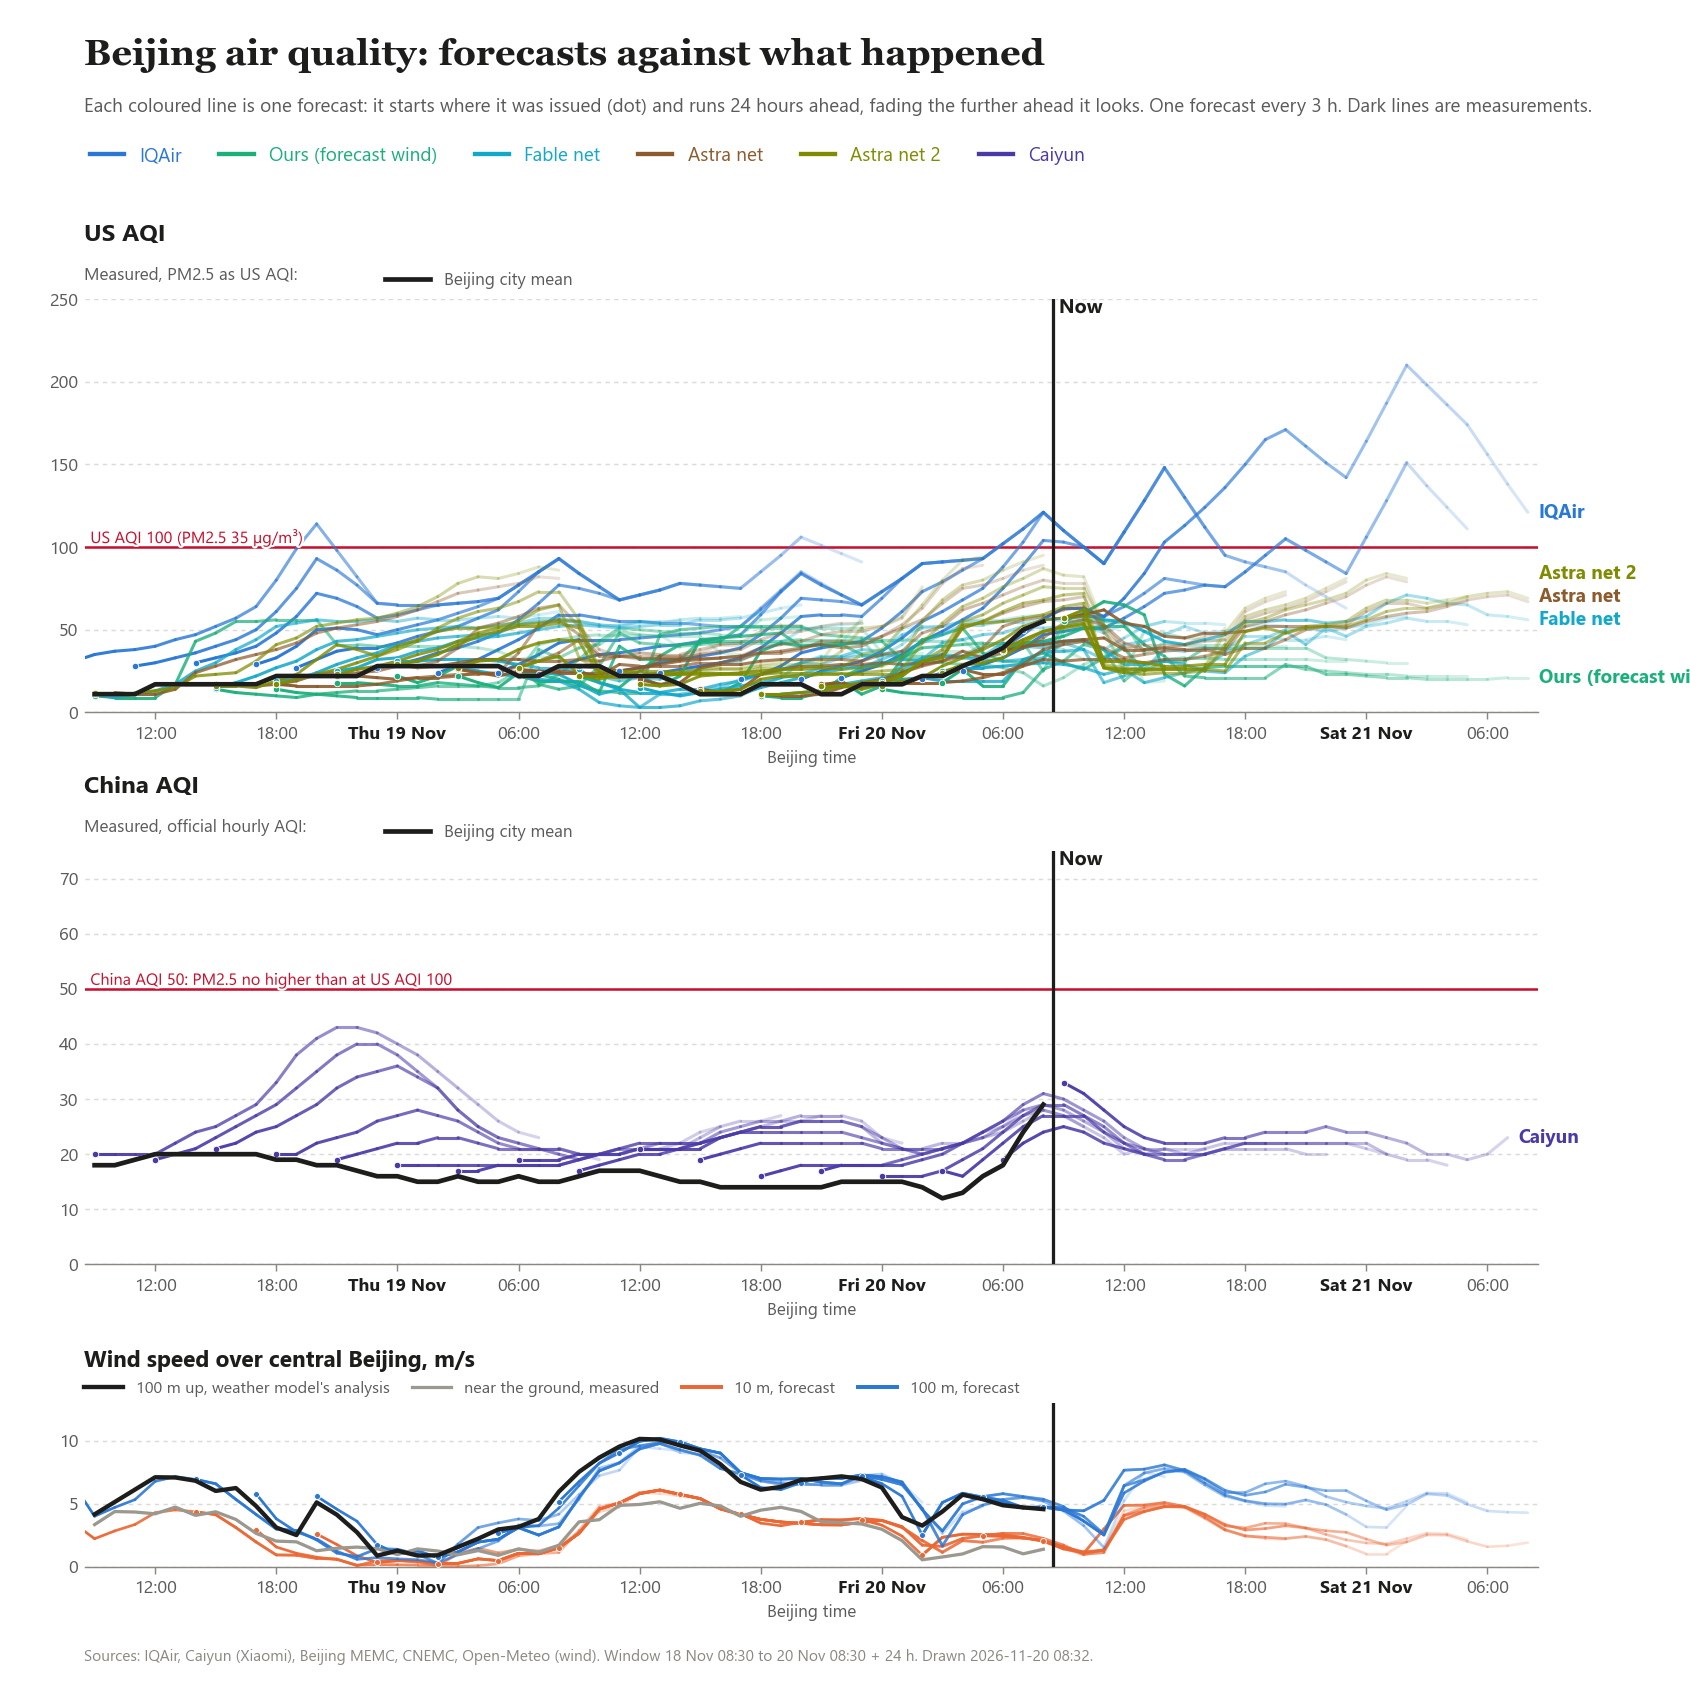 Beijing air quality: forecasts against what happened
Each coloured line is one forecast: it starts where it was issued (dot) and runs 24 hours ahead, fading the further ahead it looks. One forecast every 3 h. Dark lines are measurements.
IQAir Ours (forecast wind) Fable net Astra net Astra net 2 Caiyun
US AQI
Measured, PM2.5 as US AQI: Beijing city mean
250
Now
200
150
IQAir
US AQI 100 (PM2.5 35 µg/m³)
100
Astra net 2
Astra net
Fable net
50
Ours (forecast wi
0
12:00 18:00 Thu 19 Nov 06:00 12:00 18:00 Fri 20 Nov 06:00 12:00 18:00 Sat 21 Nov 06:00
Beijing time
China AQI
Measured, official hourly AQI: Beijing city mean
Now
70
60
China AQI 50: PM2.5 no higher than at US AQI 100
50
40
30
Caiyun
20
10
0
12:00 18:00 Thu 19 Nov 06:00 12:00 18:00 Fri 20 Nov 06:00 12:00 18:00 Sat 21 Nov 06:00
Beijing time
Wind speed over central Beijing, m/s
100 m up, weather model's analysis near the ground, measured 10 m, forecast 100 m, forecast
10
5
0
12:00 18:00 Thu 19 Nov 06:00 12:00 18:00 Fri 20 Nov 06:00 12:00 18:00 Sat 21 Nov 06:00
Beijing time
Sources: IQAir, Caiyun (Xiaomi), Beijing MEMC, CNEMC, Open-Meteo (wind). Window 18 Nov 08:30 to 20 Nov 08:30 + 24 h. Drawn 2026-11-20 08:32.